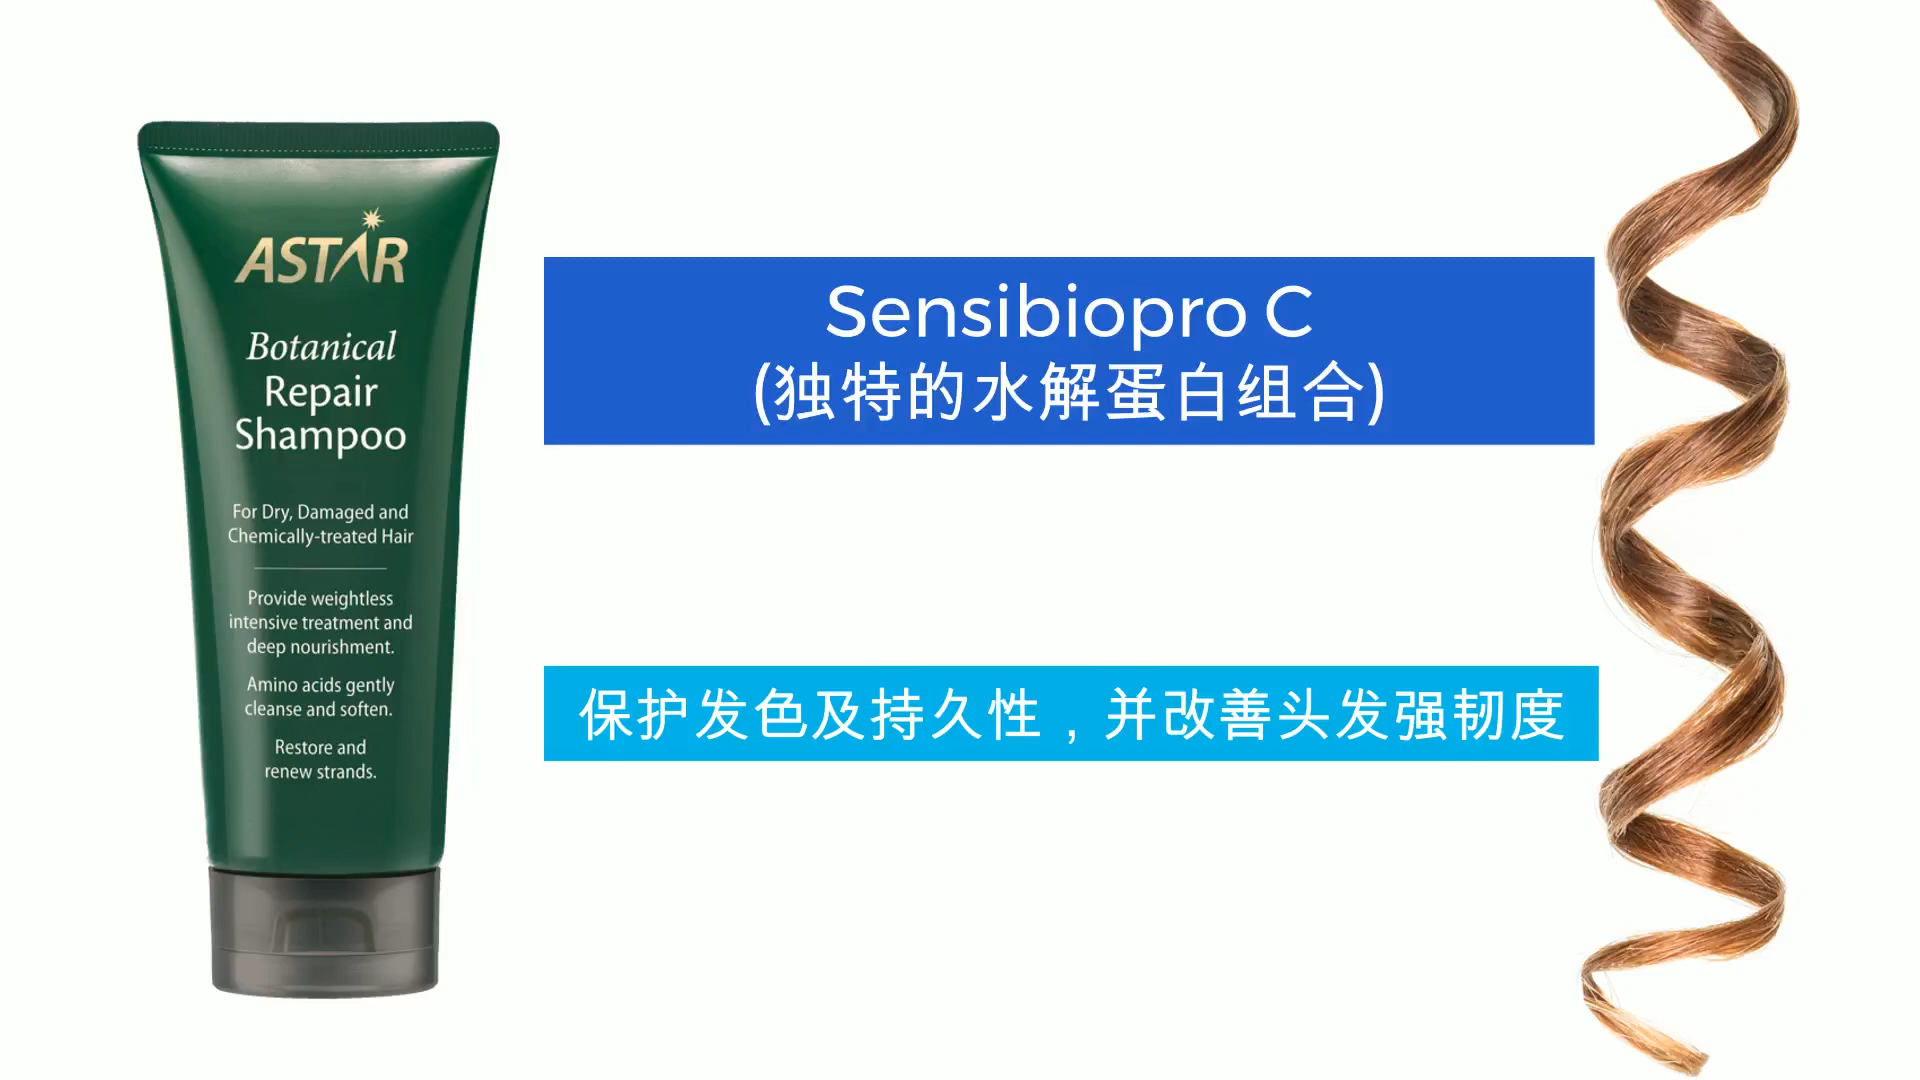 ASTAR
Botanical
Repair
Shampoo
For Dry, Damaged and
Chemically-treated Hair
Provide weightless
intensive treatment and
deep nourishment.
Amino acids gently
cleanse and soften.
Restore and
renew strands.
Sensibiopro C
(独特的水解蛋白组合)
保护发色及持久性，并改善头发强韧度